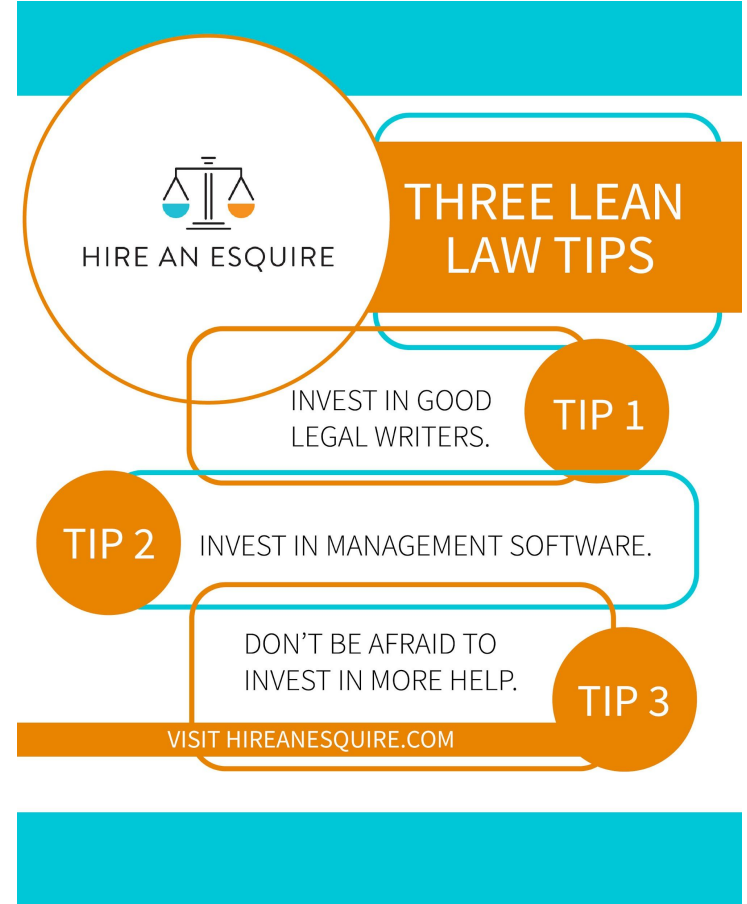 HIRE AN ESQUIRE
THREE LEAN
LAW TIPS
INVEST IN GOOD
LEGAL WRITERS.
TIP 1
TIP 2
INVEST IN MANAGEMENT SOFTWARE.
DON’T BE AFRAID TO
INVEST IN MORE HELP.
TIP 3
VISIT HIREANESQUIRE.COM